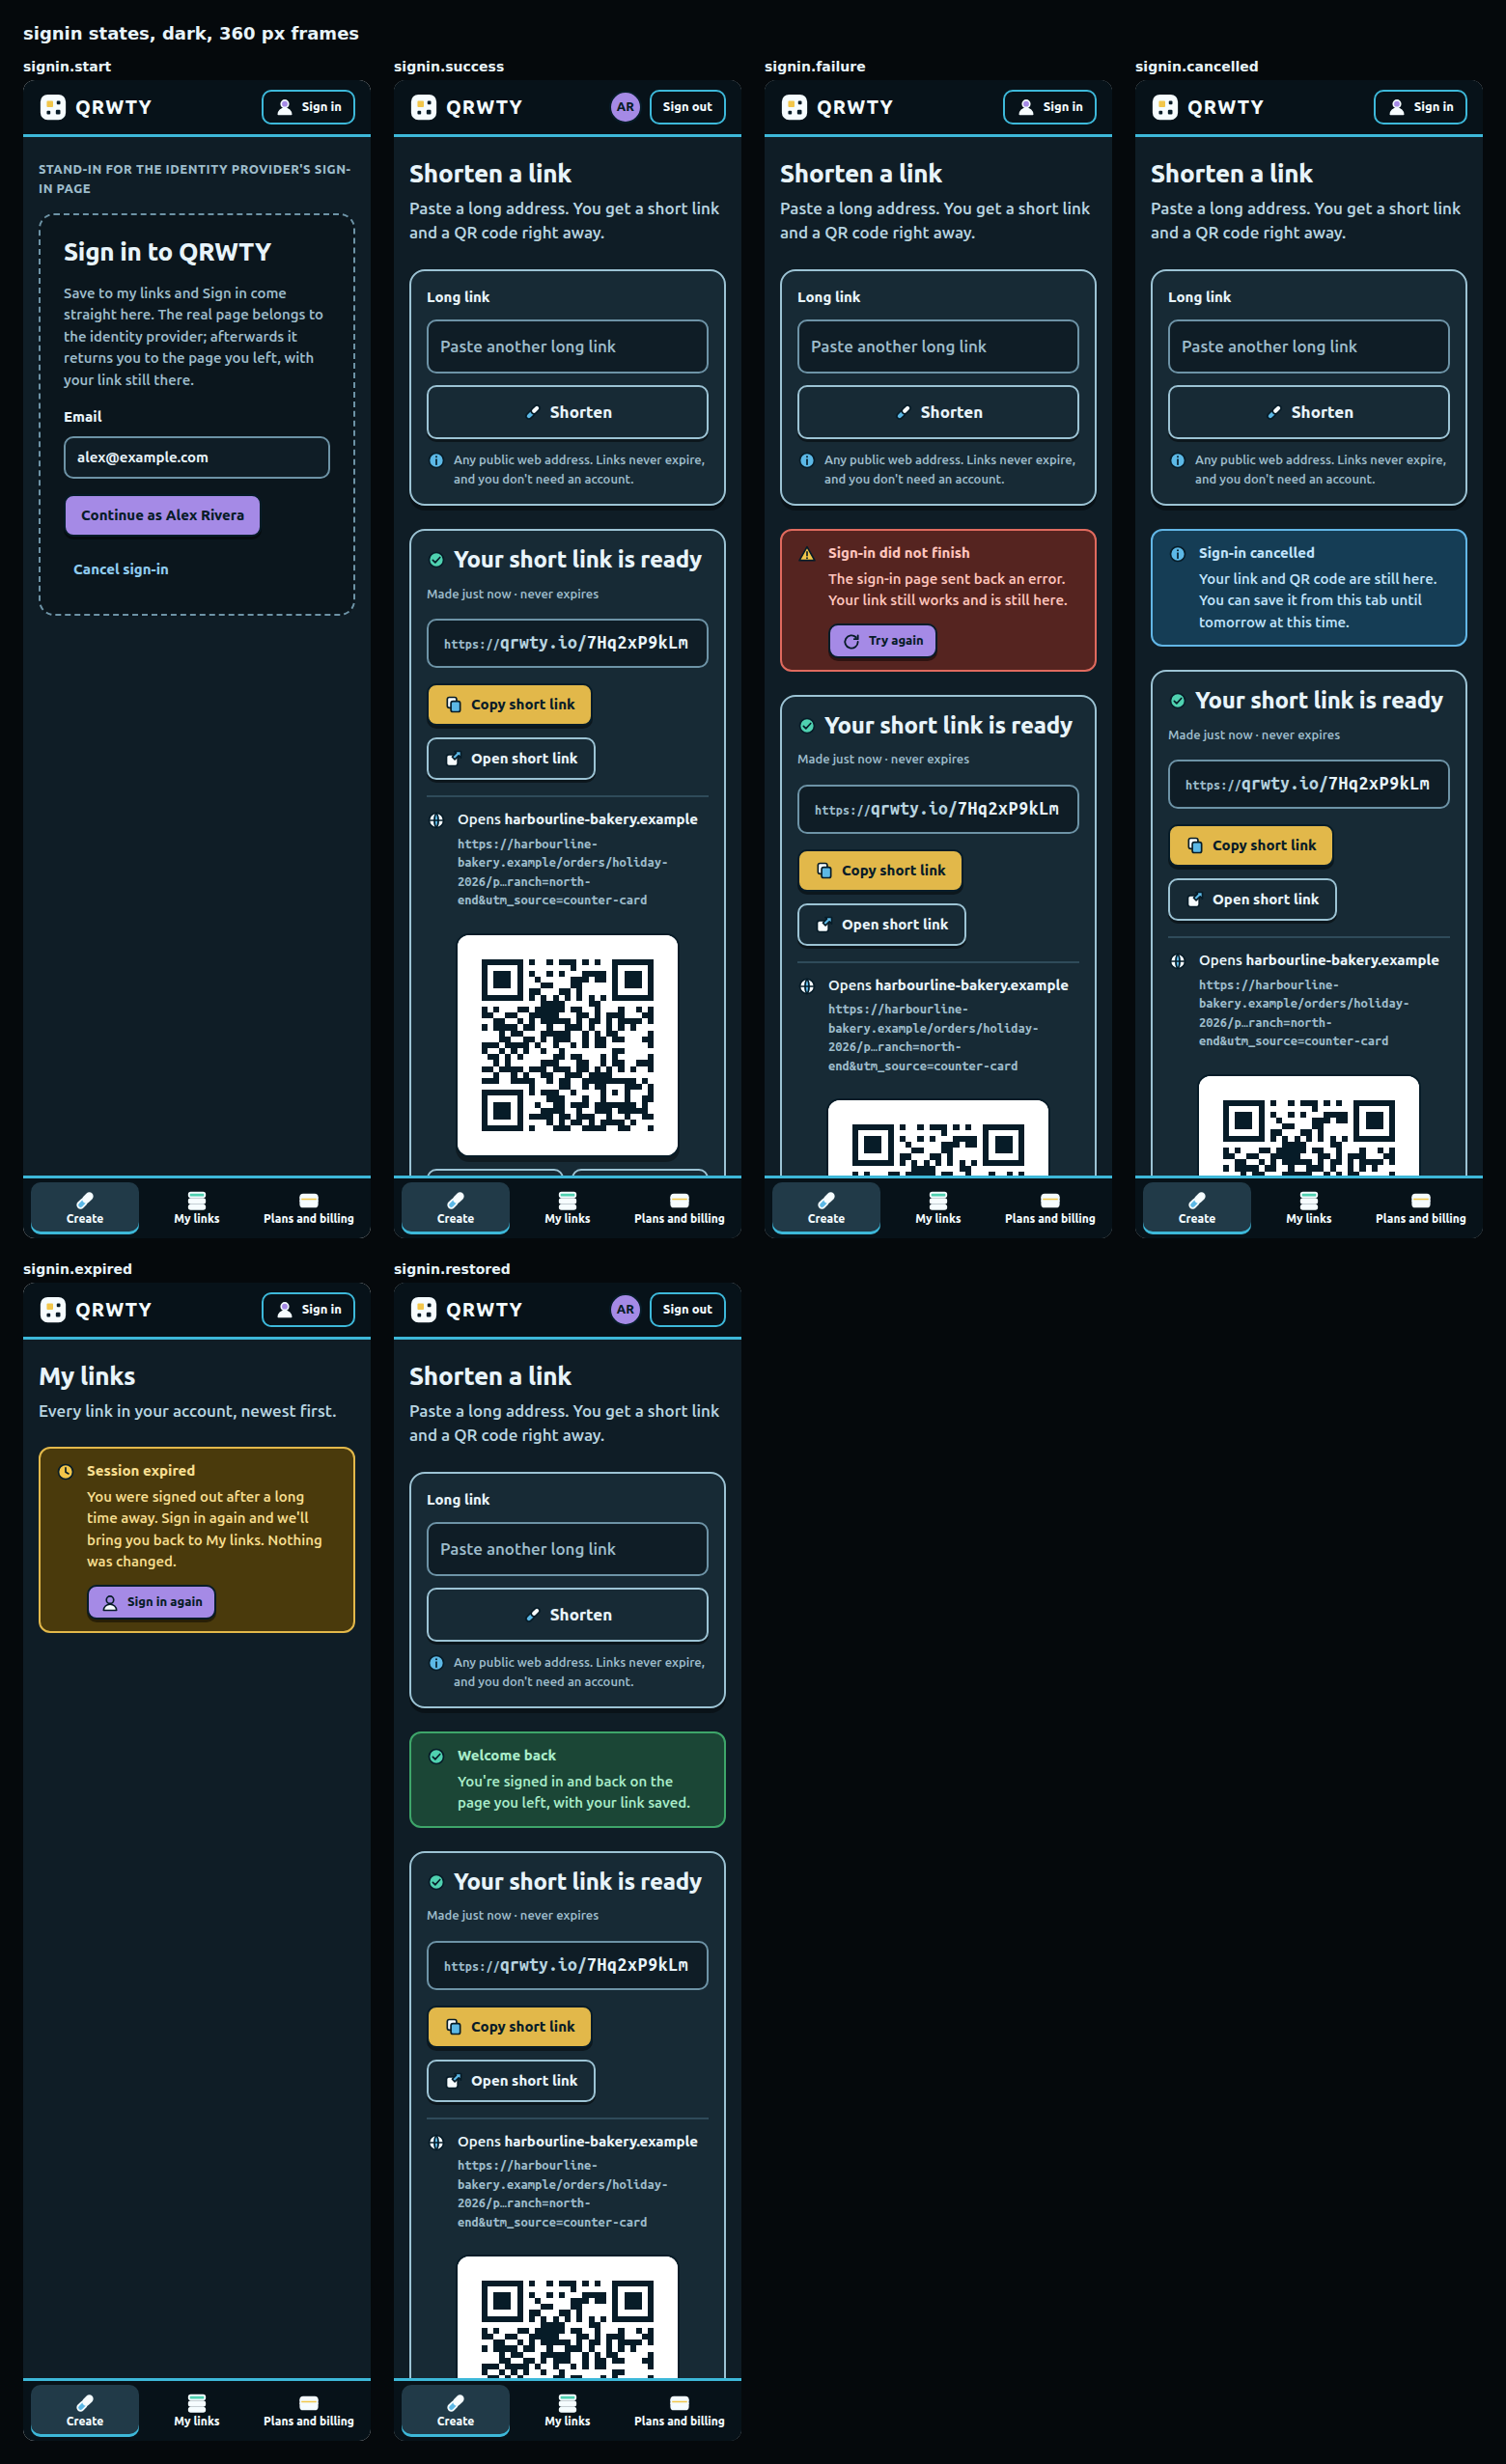 signin states, dark, 360 px frames
signin.start
QRWTY
Sign in
STAND-IN FOR THE IDENTITY PROVIDER'S SIGN-
IN PAGE
Sign in to QRWTY
Save to my links and Sign in come
straight here. The real page belongs to
the identity provider; afterwards it
returns you to the page you left, with
your link still there.
Email
alex@example.com
Continue as Alex Rivera
Cancel sign-in
Create
My links
Plans and billing
signin.success
QRWTY
AR
Sign out
Shorten a link
Paste a long address. You get a short link
and a QR code right away.
Long link
Paste another long link
Shorten
Any public web address. Links never expire,
and you don't need an account.
Your short link is ready
Made just now · never expires
https://qrwty.io/7Hq2xP9kLm
Copy short link
Open short link
Opens harbourline-bakery.example
https://harbourline-
bakery.example/orders/holiday-
2026/p…ranch=north-
end&utm_source=counter-card
Create
My links
Plans and billing
signin.failure
QRWTY
Sign in
Shorten a link
Paste a long address. You get a short link
and a QR code right away.
Long link
Paste another long link
Shorten
Any public web address. Links never expire,
and you don't need an account.
Sign-in did not finish
The sign-in page sent back an error.
Your link still works and is still here.
Try again
Your short link is ready
Made just now · never expires
https://qrwty.io/7Hq2xP9kLm
Copy short link
Open short link
Opens harbourline-bakery.example
https://harbourline-
bakery.example/orders/holiday-
2026/p…ranch=north-
end&utm_source=counter-card
Create
My links
Plans and billing
signin.cancelled
QRWTY
Sign in
Shorten a link
Paste a long address. You get a short link
and a QR code right away.
Long link
Paste another long link
Shorten
Any public web address. Links never expire,
and you don't need an account.
Sign-in cancelled
Your link and QR code are still here.
You can save it from this tab until
tomorrow at this time.
Your short link is ready
Made just now · never expires
https://qrwty.io/7Hq2xP9kLm
Copy short link
Open short link
Opens harbourline-bakery.example
https://harbourline-
bakery.example/orders/holiday-
2026/p…ranch=north-
end&utm_source=counter-card
Create
My links
Plans and billing
signin.expired
QRWTY
Sign in
My links
Every link in your account, newest first.
Session expired
You were signed out after a long
time away. Sign in again and we'll
bring you back to My links. Nothing
was changed.
Sign in again
Create
My links
Plans and billing
signin.restored
QRWTY
AR
Sign out
Shorten a link
Paste a long address. You get a short link
and a QR code right away.
Long link
Paste another long link
Shorten
Any public web address. Links never expire,
and you don't need an account.
Welcome back
You're signed in and back on the
page you left, with your link saved.
Your short link is ready
Made just now · never expires
https://qrwty.io/7Hq2xP9kLm
Copy short link
Open short link
Opens harbourline-bakery.example
https://harbourline-
bakery.example/orders/holiday-
2026/p…ranch=north-
end&utm_source=counter-card
Create
My links
Plans and billing